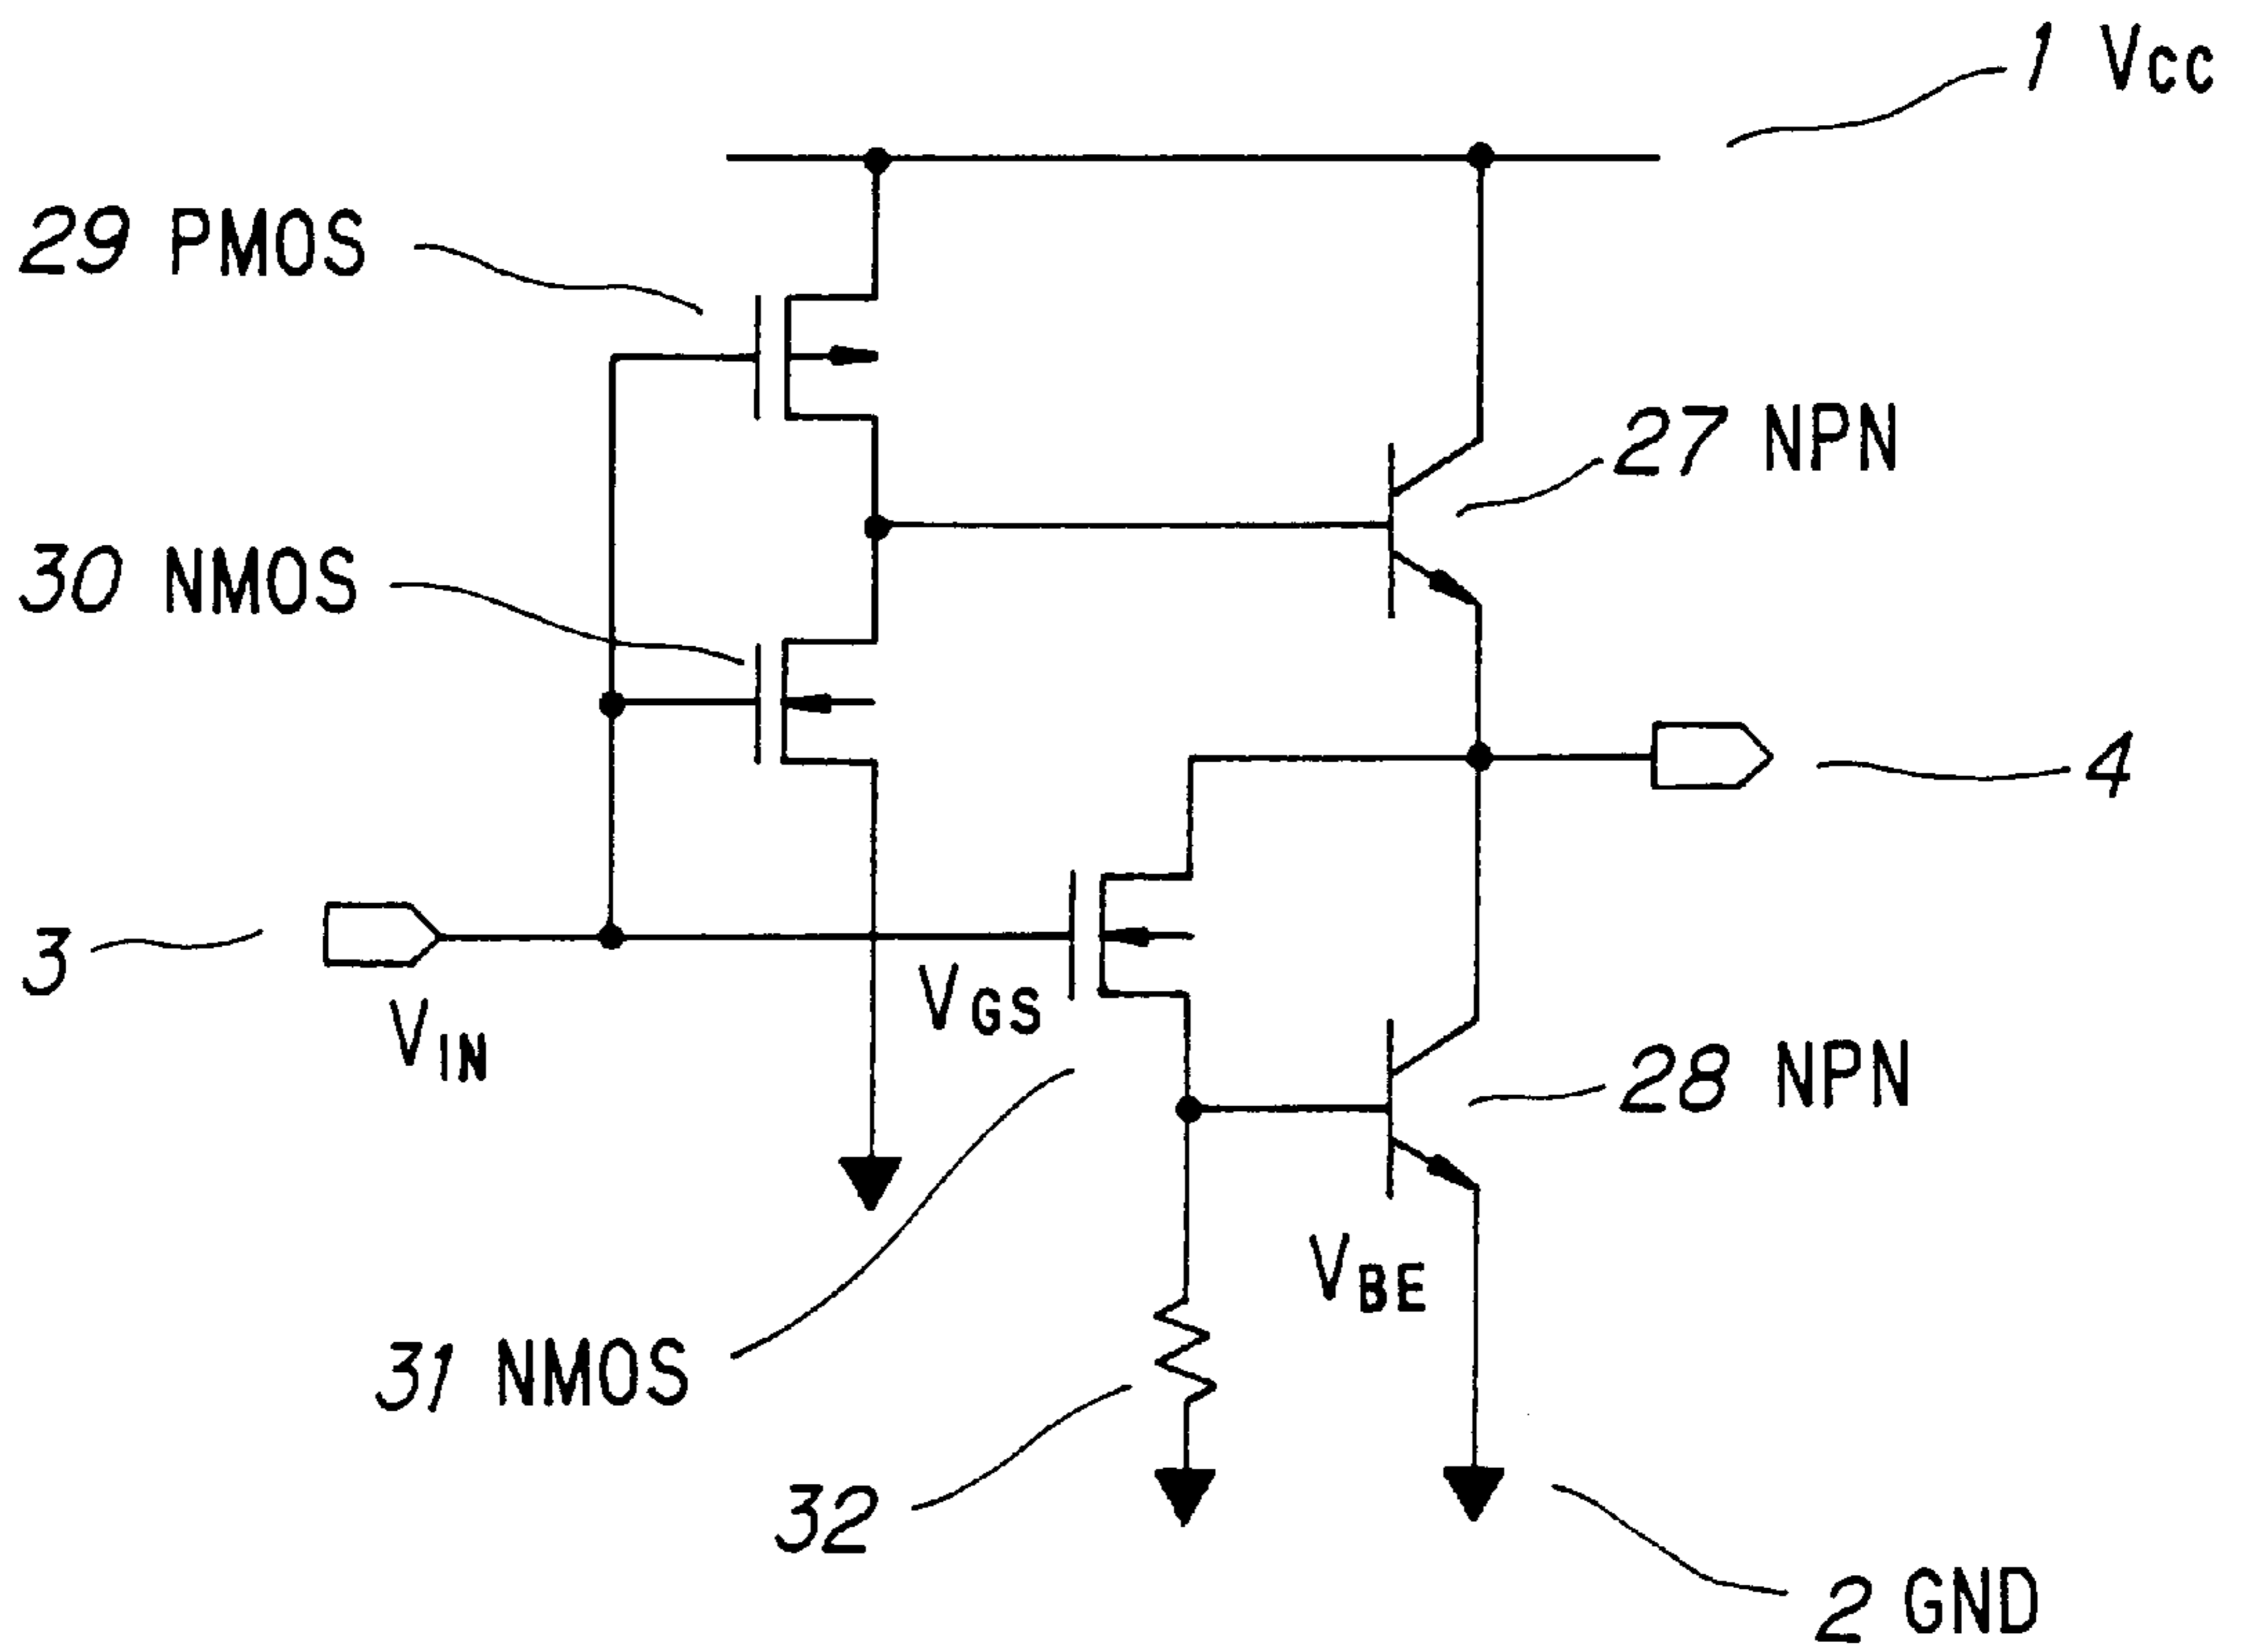 1 Vcc
29 PMOS
27 NPN
30 NMOS
4
3
VIN
VGS
28 NPN
VBE
31 NMOS
32
2 GND